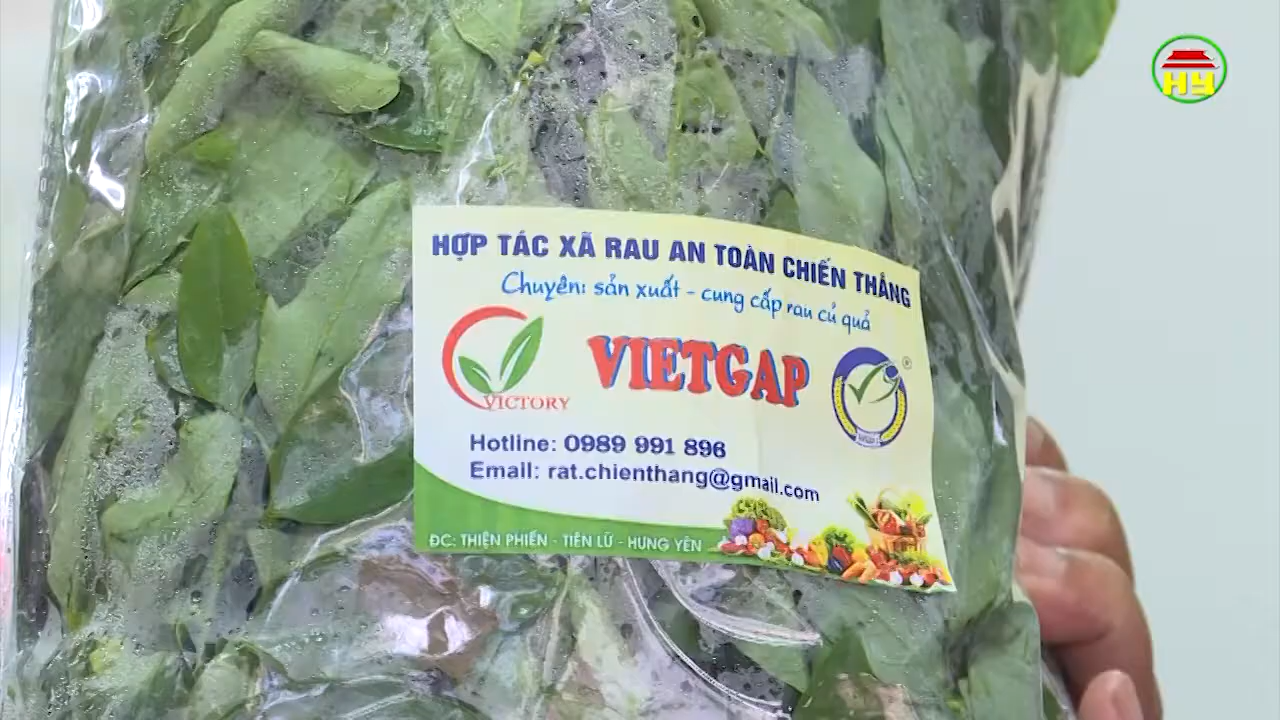 HY
HỢP TÁC XÃ RAU AN TOÀN CHIẾN THẮNG
Chuyên: sản xuất - cung cấp rau củ quả
VICTORY
VIETGAP
®
Hotline: 0989 991 896
Email: rat.chienthang@gmail.com
ĐC: THIỆN PHIẾN - TIÊN LỮ - HƯNG YÊN